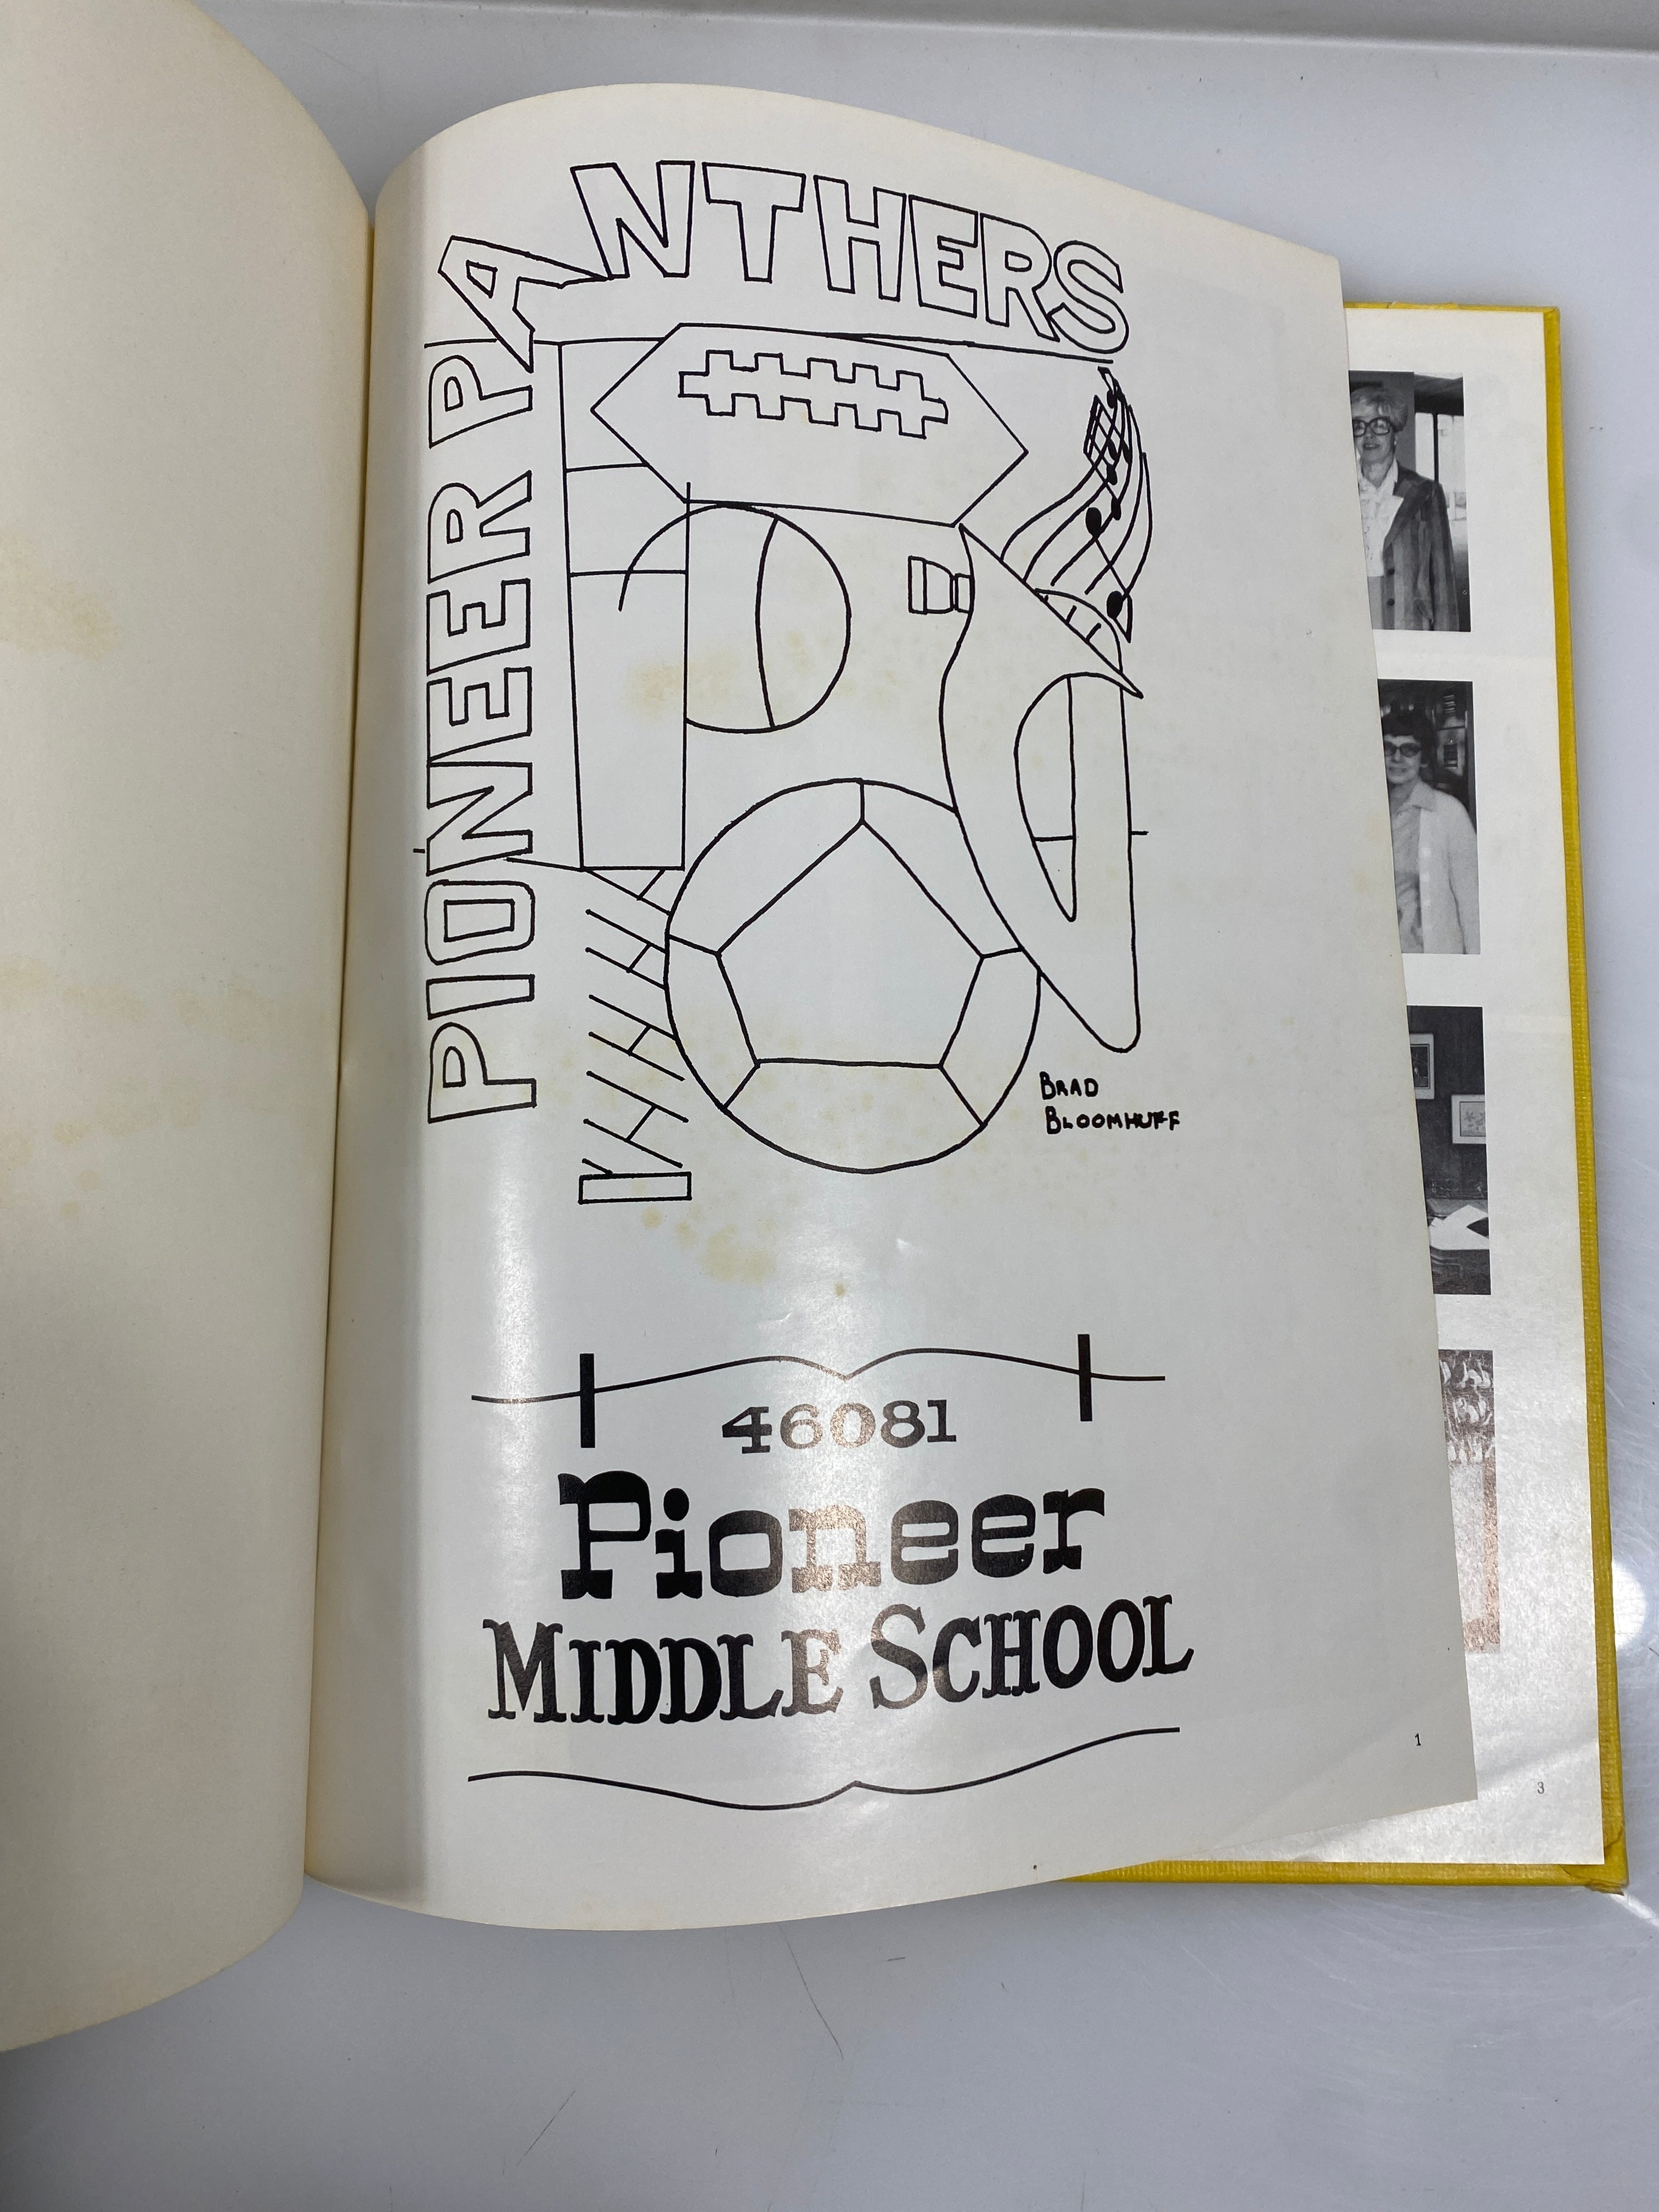 PIONEER PANTHERS
BRAD
BLOOMHUFF
46081
Pioneer
MIDDLE SCHOOL
1
3